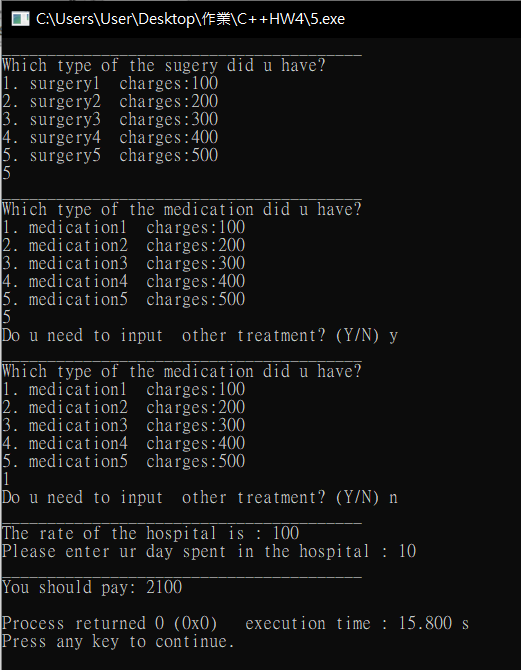 C:\Users\User\Desktop\作業\C++HW4\5.exe
________________________________________
Which type of the sugery did u have?
1. surgery1  charges:100
2. surgery2  charges:200
3. surgery3  charges:300
4. surgery4  charges:400
5. surgery5  charges:500
5
________________________________________
Which type of the medication did u have?
1. medication1  charges:100
2. medication2  charges:200
3. medication3  charges:300
4. medication4  charges:400
5. medication5  charges:500
5
Do u need to input  other treatment? (Y/N) y
________________________________________
Which type of the medication did u have?
1. medication1  charges:100
2. medication2  charges:200
3. medication3  charges:300
4. medication4  charges:400
5. medication5  charges:500
1
Do u need to input  other treatment? (Y/N) n
________________________________________
The rate of the hospital is : 100
Please enter ur day spent in the hospital : 10
________________________________________
You should pay: 2100

Process returned 0 (0x0)   execution time : 15.800 s
Press any key to continue.